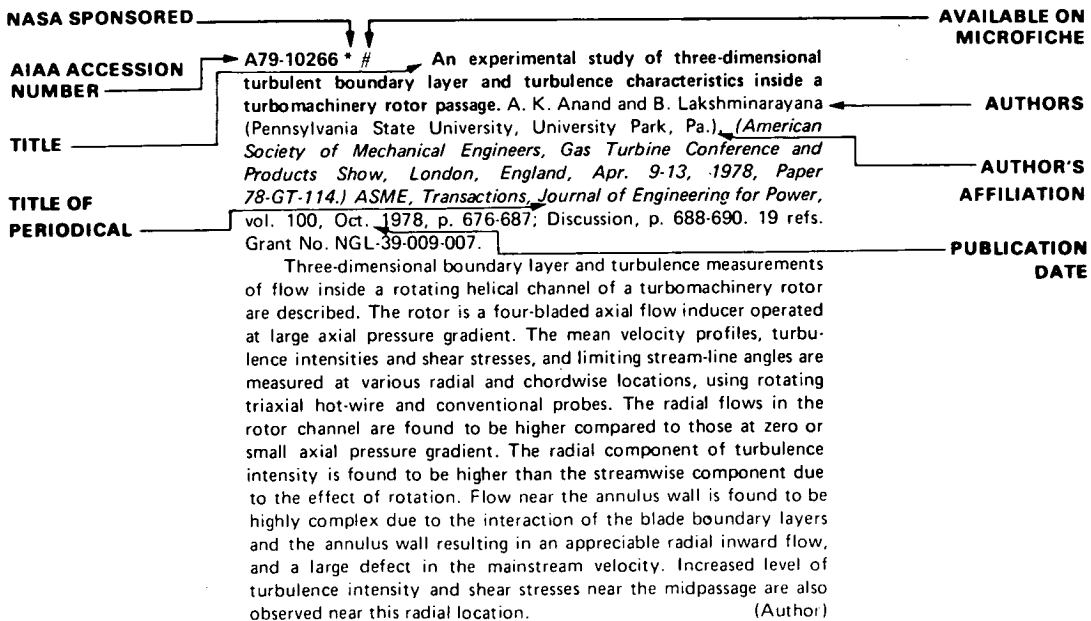 NASA SPONSORED
AVAILABLE ON
MICROFICHE
AIAA ACCESSION
NUMBER
A79-10266 * # An experimental study of three-dimensional
turbulent boundary layer and turbulence characteristics inside a
turbomachinery rotor passage. A. K. Anand and B. Lakshminarayana
AUTHORS
TITLE
(Pennsylvania State University, University Park, Pa.). (American
Society of Mechanical Engineers, Gas Turbine Conference and
AUTHOR'S
AFFILIATION
Products Show, London, England, Apr. 9-13, 1978, Paper
78-GT-114.) ASME, Transactions, Journal of Engineering for Power,
TITLE OF
PERIODICAL
vol. 100, Oct. 1978, p. 676-687; Discussion, p. 688-690. 19 refs.
Grant No. NGL-39-009-007.
PUBLICATION
DATE
Three-dimensional boundary layer and turbulence measurements
of flow inside a rotating helical channel of a turbomachinery rotor
are described. The rotor is a four-bladed axial flow inducer operated
at large axial pressure gradient. The mean velocity profiles, turbu-
lence intensities and shear stresses, and limiting stream-line angles are
measured at various radial and chordwise locations, using rotating
triaxial hot-wire and conventional probes. The radial flows in the
rotor channel are found to be higher compared to those at zero or
small axial pressure gradient. The radial component of turbulence
intensity is found to be higher than the streamwise component due
to the effect of rotation. Flow near the annulus wall is found to be
highly complex due to the interaction of the blade boundary layers
and the annulus wall resulting in an appreciable radial inward flow,
and a large defect in the mainstream velocity. Increased level of
turbulence intensity and shear stresses near the midpassage are also
observed near this radial location. (Author)